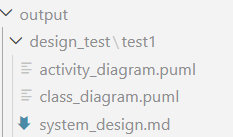 output
design_test\test1
activity_diagram.puml
class_diagram.puml
system_design.md